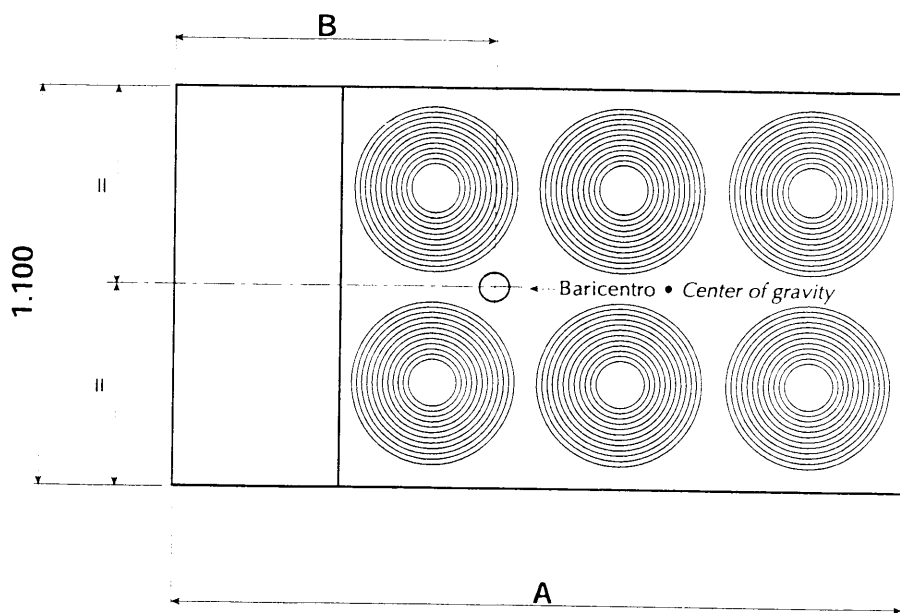 B
=
1.100
Baricentro • Center of gravity
=
A